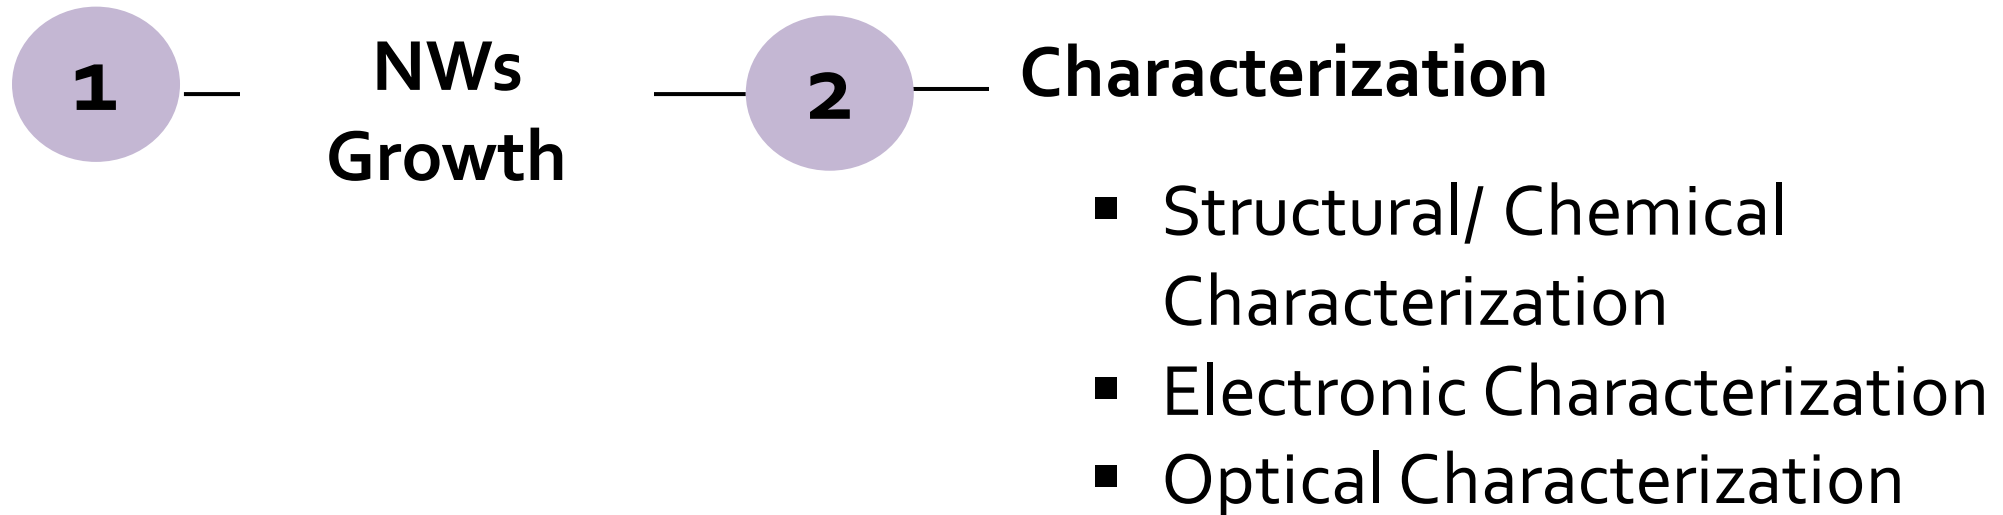 1
NWs
Growth
2
Characterization
▪ Structural/ Chemical
Characterization
▪ Electronic Characterization
▪ Optical Characterization